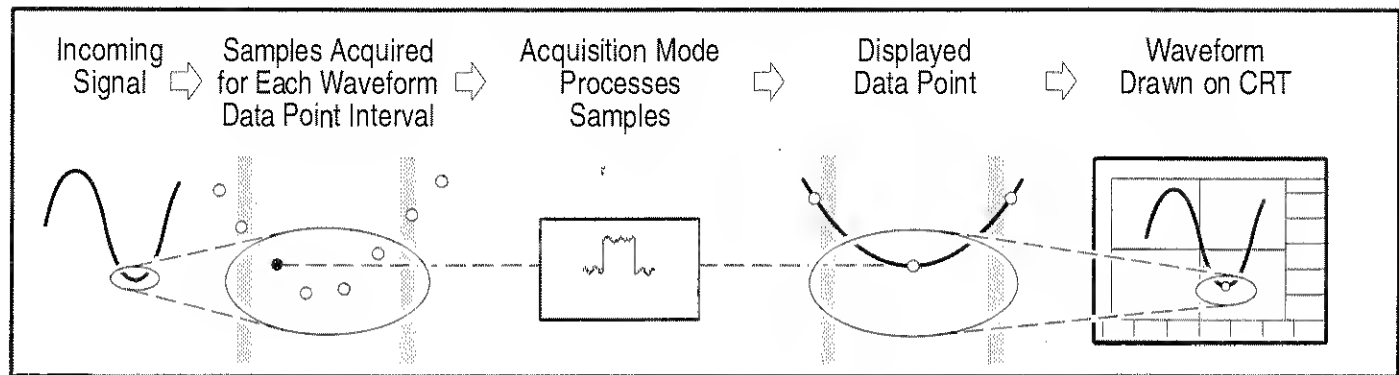 Incoming
Signal
Samples Acquired
for Each Waveform
Data Point Interval
Acquisition Mode
Processes
Samples
Displayed
Data Point
Waveform
Drawn on CRT